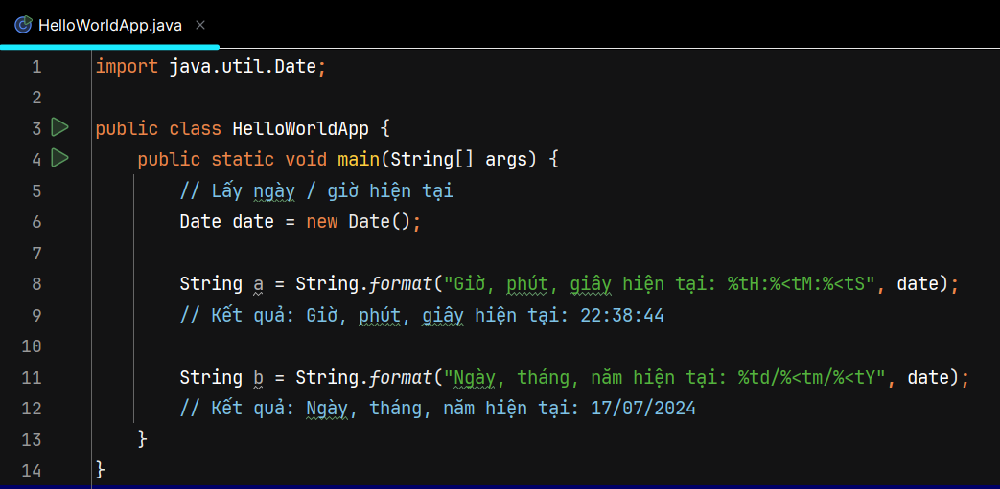 HelloWorldApp.java ×
1 import java.util.Date;
2
3 public class HelloWorldApp {
4 public static void main(String[] args) {
5 // Lấy ngày / giờ hiện tại
6 Date date = new Date();
7
8 String a = String.format("Giờ, phút, giây hiện tại: %tH:%<tM:%<tS", date);
9 // Kết quả: Giờ, phút, giây hiện tại: 22:38:44
10
11 String b = String.format("Ngày, tháng, năm hiện tại: %td/%<tm/%<tY", date);
12 // Kết quả: Ngày, tháng, năm hiện tại: 17/07/2024
13 }
14 }